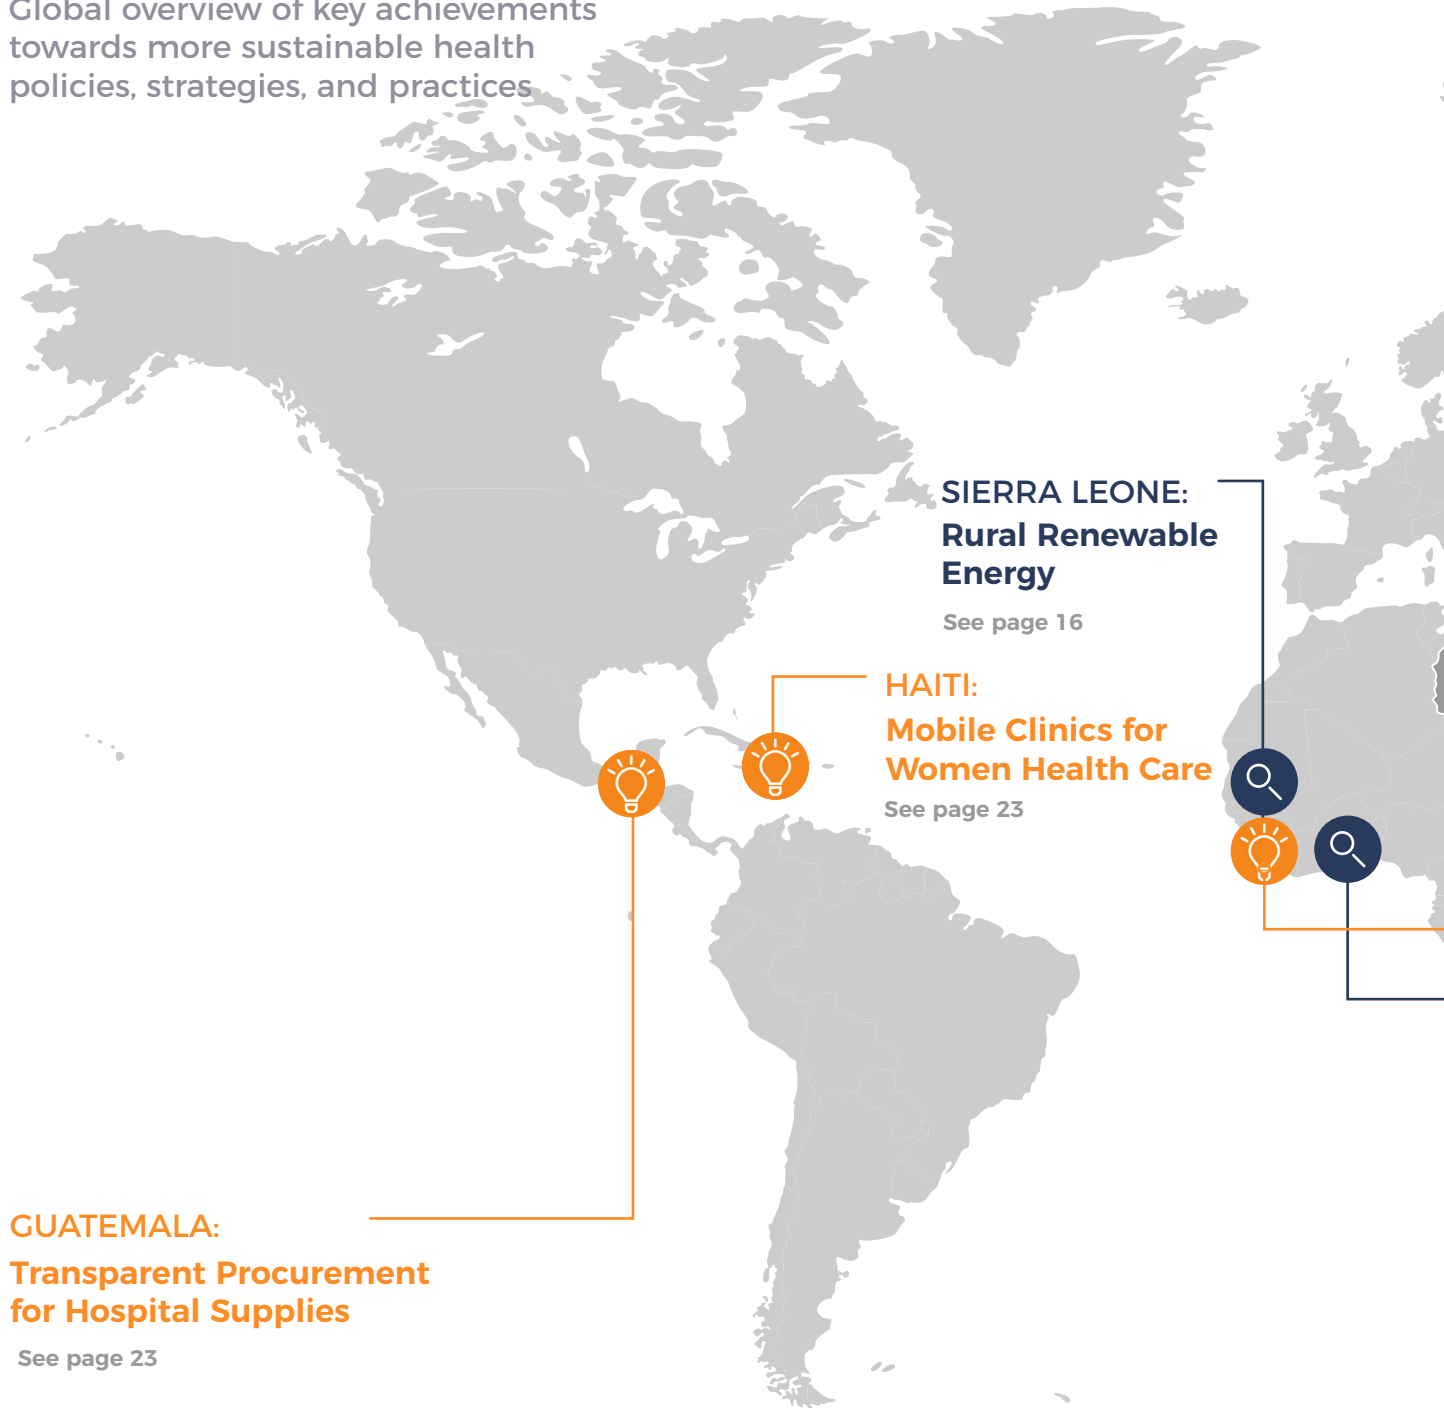 Global overview of key achievements
towards more sustainable health
policies, strategies, and practices
SIERRA LEONE:
Rural Renewable
Energy
See page 16
HAITI:
Mobile Clinics for
Women Health Care
See page 23
GUATEMALA:
Transparent Procurement
for Hospital Supplies
See page 23